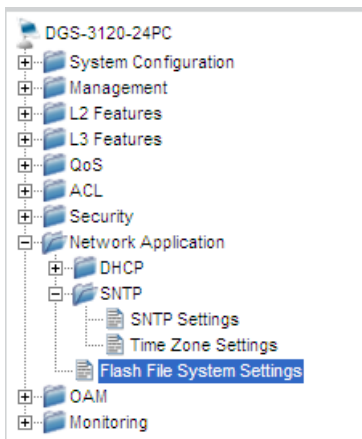 DGS-3120-24PC
System Configuration
Management
L2 Features
L3 Features
QoS
ACL
Security
Network Application
DHCP
SNTP
SNTP Settings
Time Zone Settings
Flash File System Settings
OAM
Monitoring